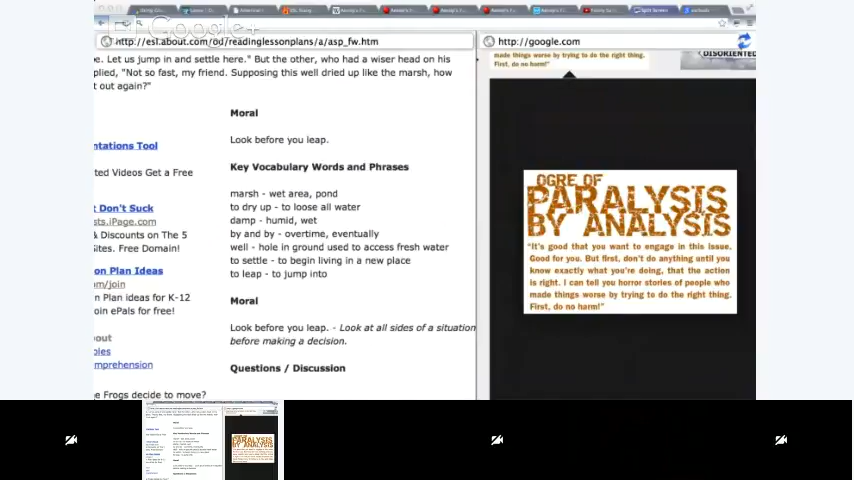 Google+
http://esl.about.com/od/readinglessonplans/a/asp_fw.htm
e. Let us jump in and settle here." But the other, who had a wiser head on his
plied, "Not so fast, my friend. Supposing this well dried up like the marsh, how
t out again?"
Moral
Look before you leap.
Key Vocabulary Words and Phrases
marsh - wet area, pond
to dry up - to loose all water
damp - humid, wet
by and by - overtime, eventually
well - hole in ground used to access fresh water
to settle - to begin living in a new place
to leap - to jump into
Moral
Look before you leap. - Look at all sides of a situation
before making a decision.
Questions / Discussion
ntations Tool
ted Videos Get a Free
t Don't Suck
sts.iPage.com
& Discounts on The 5
Sites. Free Domain!
on Plan Ideas
om/join
n Plan ideas for K-12
oin ePals for free!
out
ples
mprehension
e Frogs decide to move?
http://google.com
made things worse by trying to do the right thing.
First, do no harm!"
DISORIENTED
OGRE OF
PARALYSIS
BY ANALYSIS
"It's good that you want to engage in this issue.
Good for you. But first, don't do anything until you
know exactly what you're doing, that the action
is right. I can tell you horror stories of people who
made things worse by trying to do the right thing.
First, do no harm!"